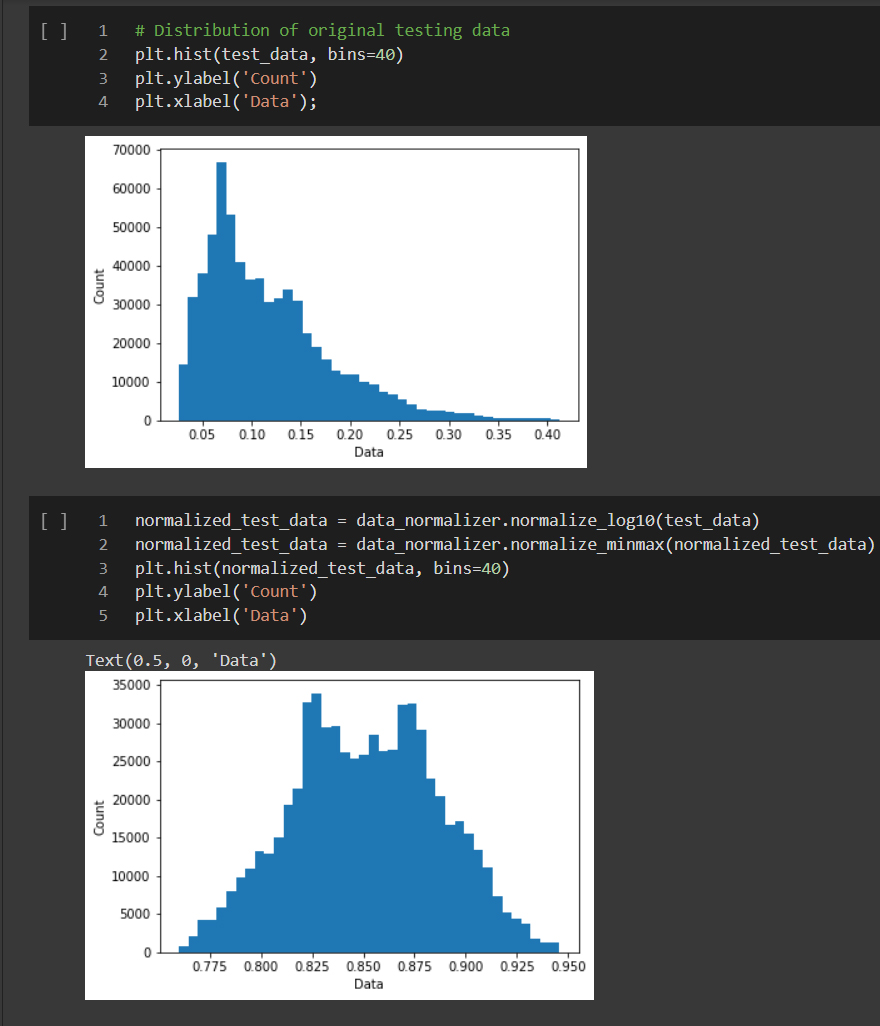 [ ] 1 # Distribution of original testing data
2 plt.hist(test_data, bins=40)
3 plt.ylabel('Count')
4 plt.xlabel('Data');
70000
60000
50000
40000
30000
20000
10000
0
Count
0.05 0.10 0.15 0.20 0.25 0.30 0.35 0.40
Data
[ ] 1 normalized_test_data = data_normalizer.normalize_log10(test_data)
2 normalized_test_data = data_normalizer.normalize_minmax(normalized_test_data)
3 plt.hist(normalized_test_data, bins=40)
4 plt.ylabel('Count')
5 plt.xlabel('Data')
Text(0.5, 0, 'Data')
35000
30000
25000
20000
15000
10000
5000
0
Count
0.775 0.800 0.825 0.850 0.875 0.900 0.925 0.950
Data